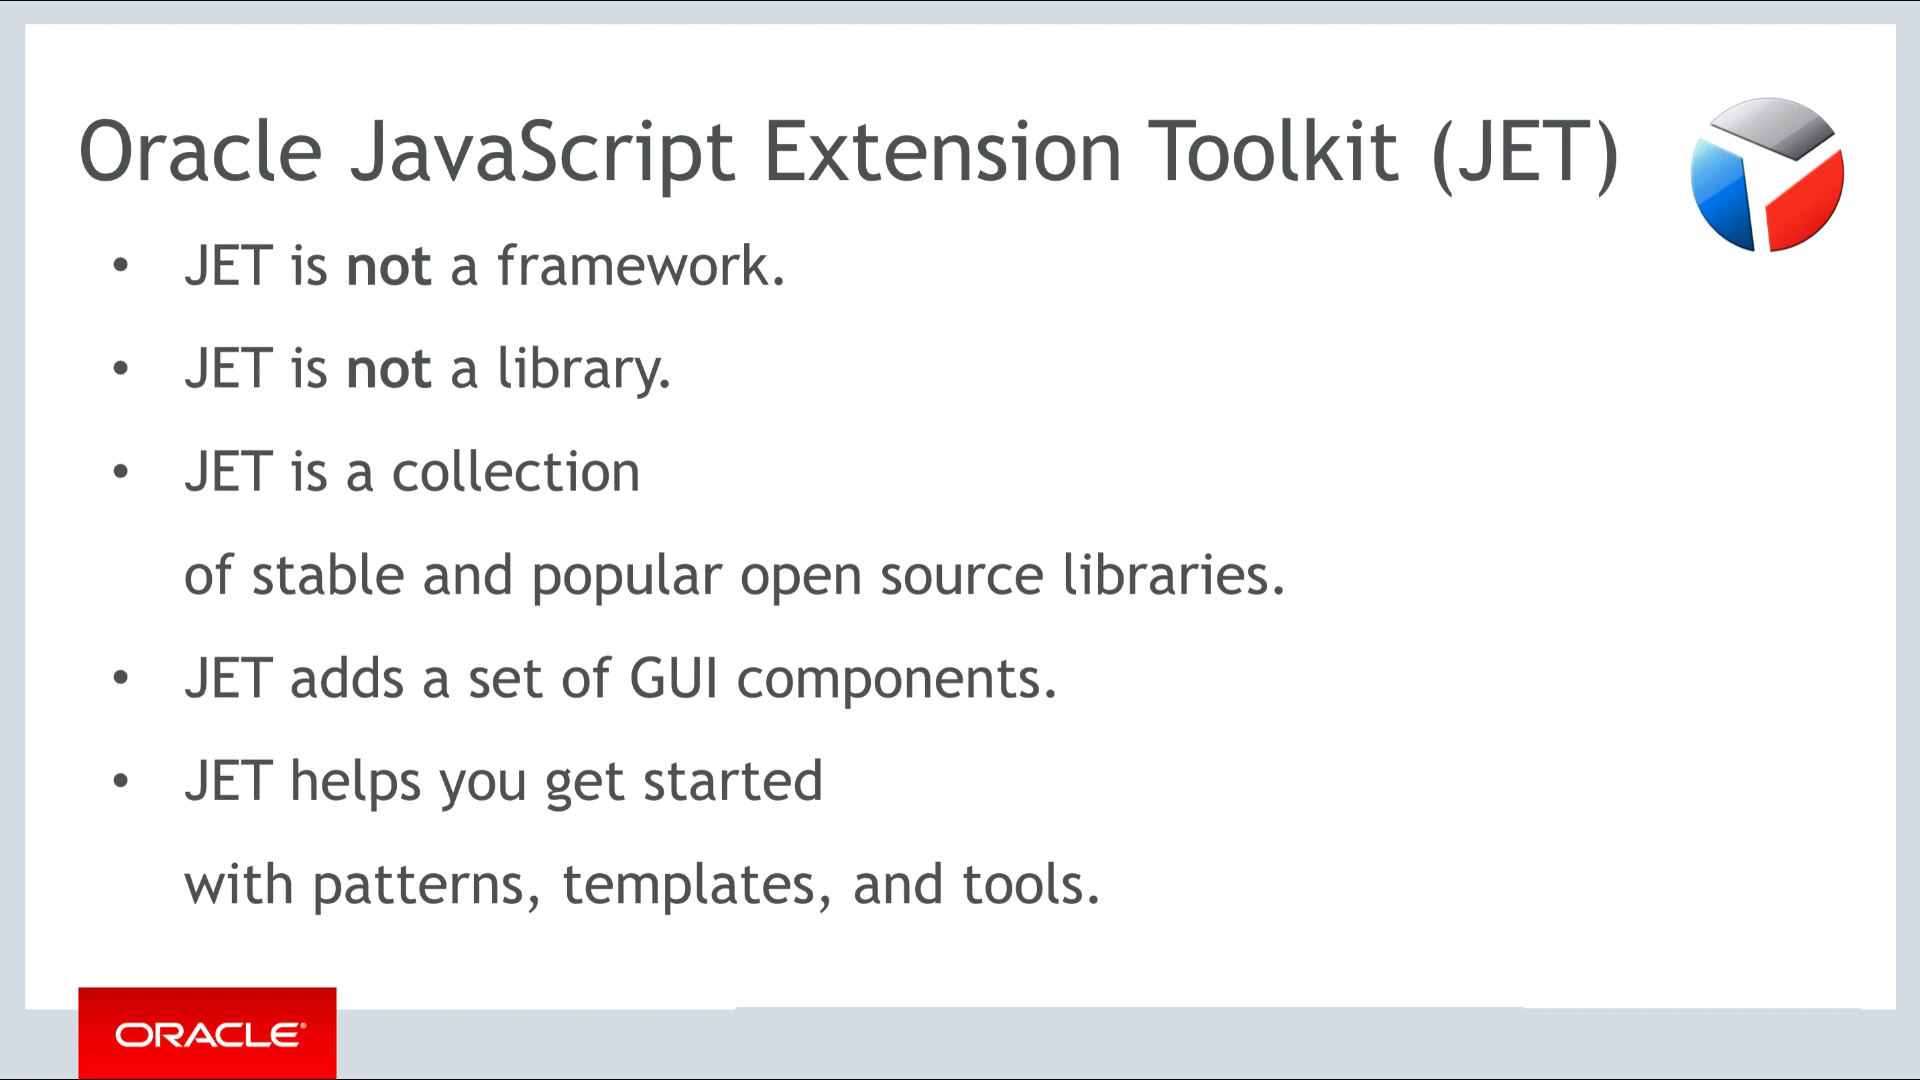 Oracle JavaScript Extension Toolkit (JET)
• JET is not a framework.
• JET is not a library.
• JET is a collection
of stable and popular open source libraries.
• JET adds a set of GUI components.
• JET helps you get started
with patterns, templates, and tools.
ORACLE®